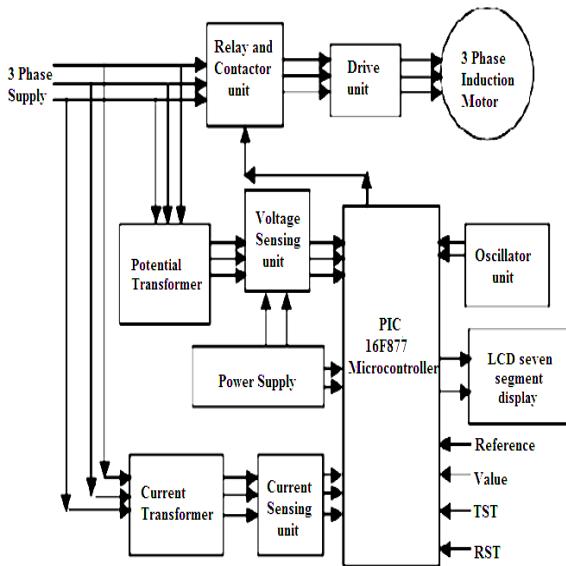 3 Phase
Supply
Relay and
Contactor
unit
Drive
unit
3 Phase
Induction
Motor
Potential
Transformer
Voltage
Sensing
unit
Oscillator
unit
Power Supply
PIC
16F877
Microcontroller
LCD seven
segment
display
Current
Transformer
Current
Sensing
unit
Reference
Value
TST
RST